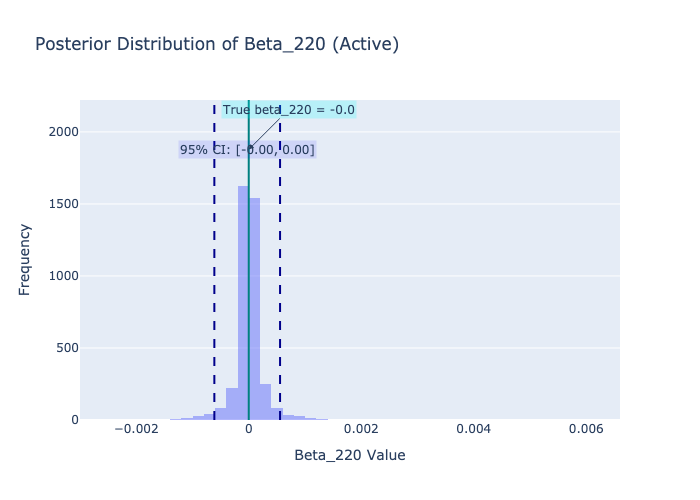 Posterior Distribution of Beta_220 (Active)
True beta_220 = -0.0
95% CI: [-0.00, 0.00]
2000
1500
1000
500
0
Frequency
−0.002
0
0.002
0.004
0.006
Beta_220 Value